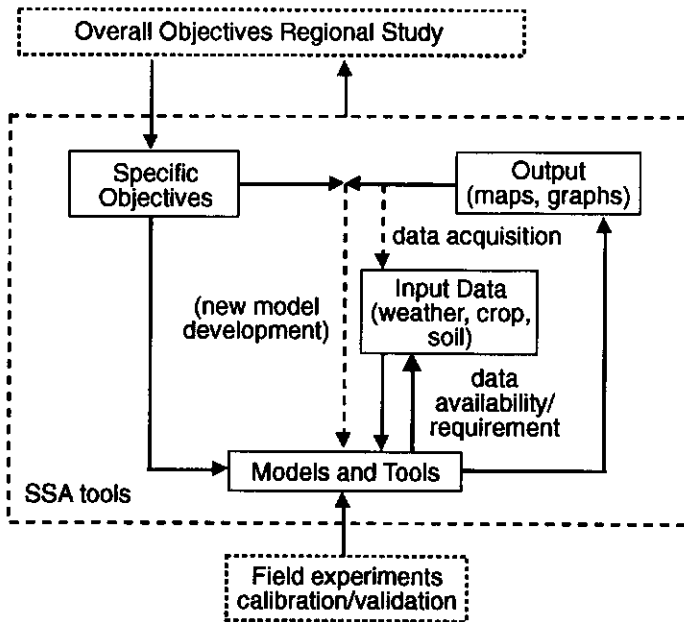 Overall Objectives Regional Study
Specific
Objectives
Output
(maps, graphs)
data acquisition
(new model
development)
Input Data
(weather, crop,
soil)
data
availability/
requirement
Models and Tools
SSA tools
Field experiments
calibration/validation